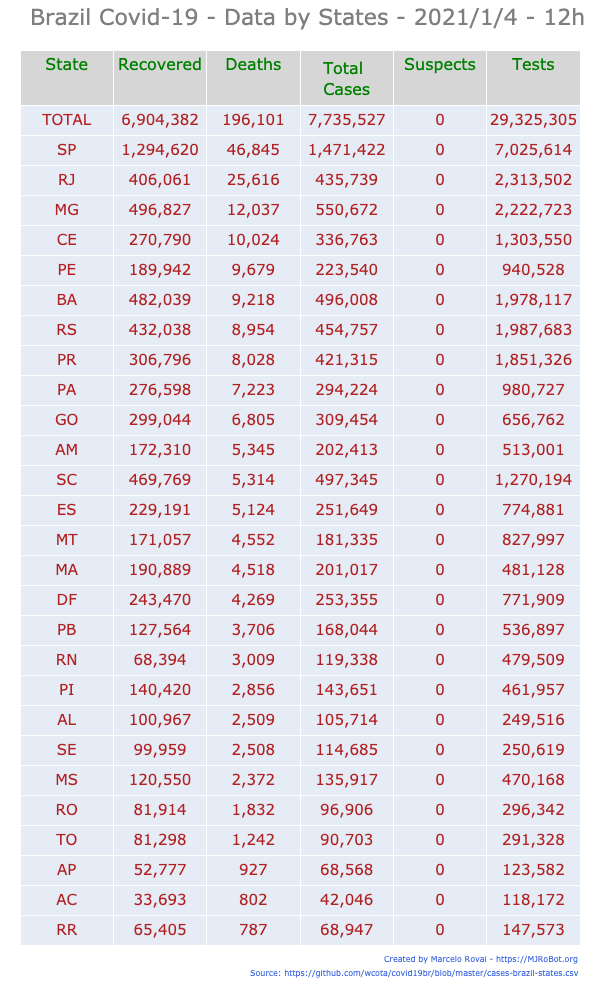 Brazil Covid-19 - Data by States - 2021/1/4 - 12h
State Recovered Deaths Total Cases Suspects Tests
TOTAL 6,904,382 196,101 7,735,527 0 29,325,305
SP 1,294,620 46,845 1,471,422 0 7,025,614
RJ 406,061 25,616 435,739 0 2,313,502
MG 496,827 12,037 550,672 0 2,222,723
CE 270,790 10,024 336,763 0 1,303,550
PE 189,942 9,679 223,540 0 940,528
BA 482,039 9,218 496,008 0 1,978,117
RS 432,038 8,954 454,757 0 1,987,683
PR 306,796 8,028 421,315 0 1,851,326
PA 276,598 7,223 294,224 0 980,727
GO 299,044 6,805 309,454 0 656,762
AM 172,310 5,345 202,413 0 513,001
SC 469,769 5,314 497,345 0 1,270,194
ES 229,191 5,124 251,649 0 774,881
MT 171,057 4,552 181,335 0 827,997
MA 190,889 4,518 201,017 0 481,128
DF 243,470 4,269 253,355 0 771,909
PB 127,564 3,706 168,044 0 536,897
RN 68,394 3,009 119,338 0 479,509
PI 140,420 2,856 143,651 0 461,957
AL 100,967 2,509 105,714 0 249,516
SE 99,959 2,508 114,685 0 250,619
MS 120,550 2,372 135,917 0 470,168
RO 81,914 1,832 96,906 0 296,342
TO 81,298 1,242 90,703 0 291,328
AP 52,777 927 68,568 0 123,582
AC 33,693 802 42,046 0 118,172
RR 65,405 787 68,947 0 147,573
Created by Marcelo Rovai - https://MJRoBot.org
Source: https://github.com/wcota/covid19br/blob/master/cases-brazil-states.csv